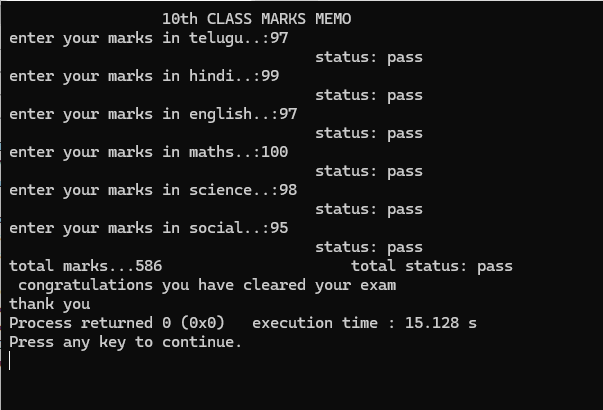 10th CLASS MARKS MEMO
enter your marks in telugu..:97
status: pass
enter your marks in hindi..:99
status: pass
enter your marks in english..:97
status: pass
enter your marks in maths..:100
status: pass
enter your marks in science..:98
status: pass
enter your marks in social..:95
status: pass
total marks...586 total status: pass
congratulations you have cleared your exam
thank you
Process returned 0 (0x0) execution time : 15.128 s
Press any key to continue.